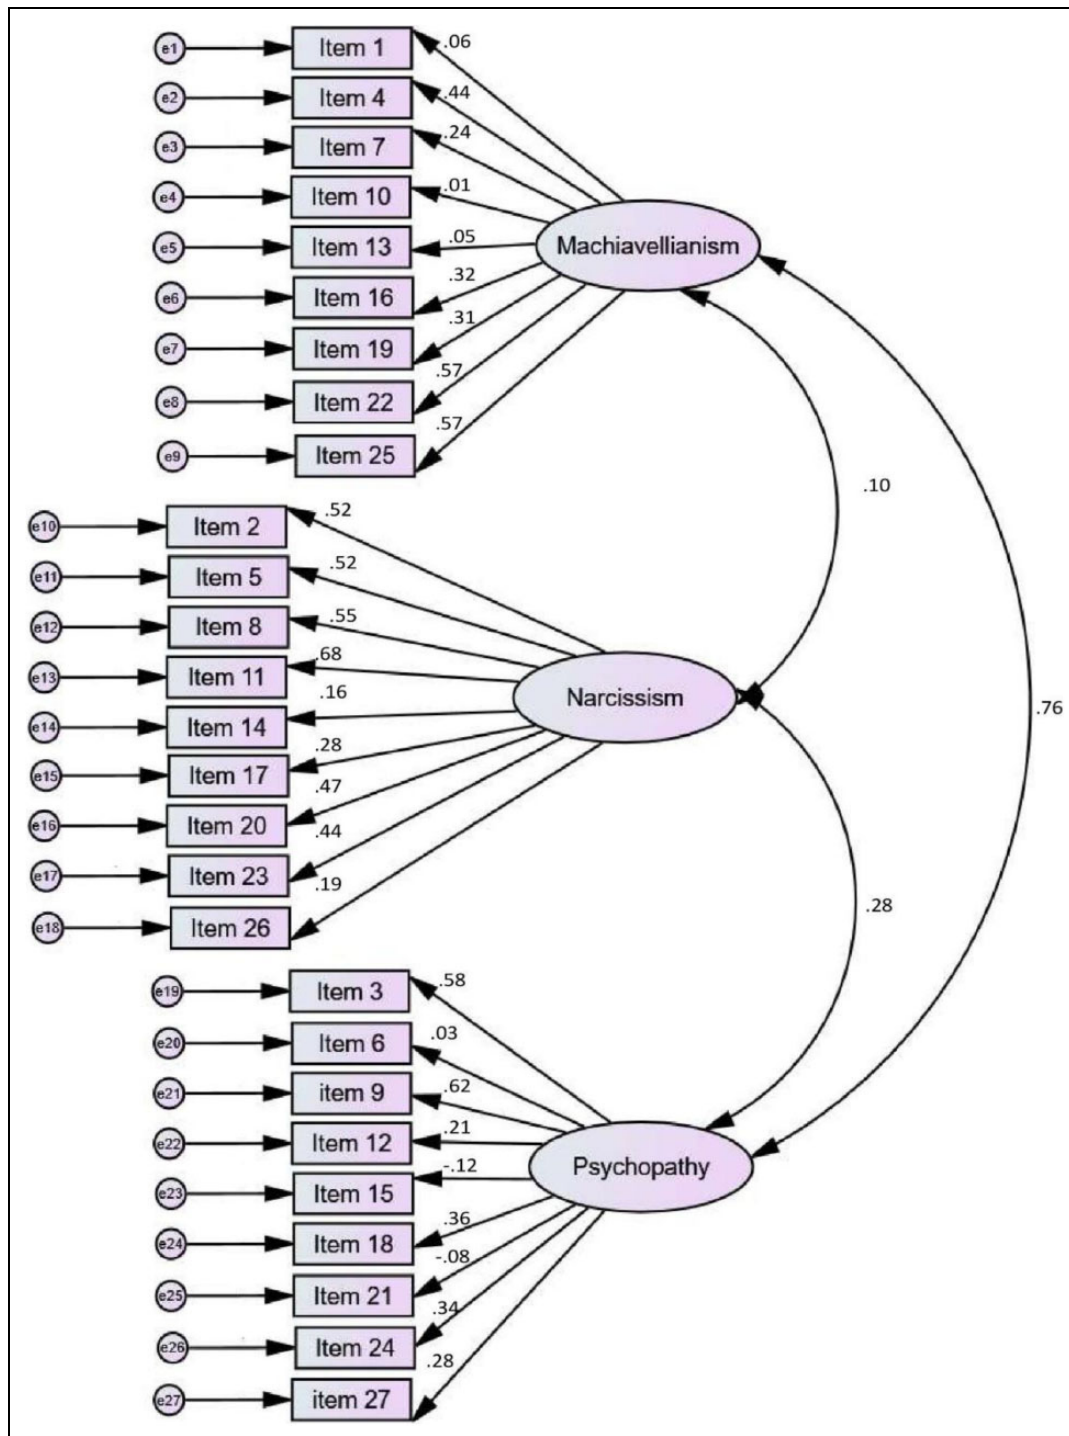 e1 Item 1 .06
e2 Item 4 .44
e3 Item 7 .24
e4 Item 10 .01
e5 Item 13 .05
e6 Item 16 .32
e7 Item 19 .31
e8 Item 22 .57
e9 Item 25 .57
Machiavellianism
.10
e10 Item 2 .52
e11 Item 5 .52
e12 Item 8 .55
e13 Item 11 .68
e14 Item 14 .16
e15 Item 17 .28
e16 Item 20 .47
e17 Item 23 .44
e18 Item 26 .19
Narcissism
.76
.28
e19 Item 3 .58
e20 Item 6 .03
e21 item 9 .62
e22 Item 12 .21
e23 Item 15 -.12
e24 Item 18 .36
e25 Item 21 -.08
e26 Item 24 .34
e27 item 27 .28
Psychopathy